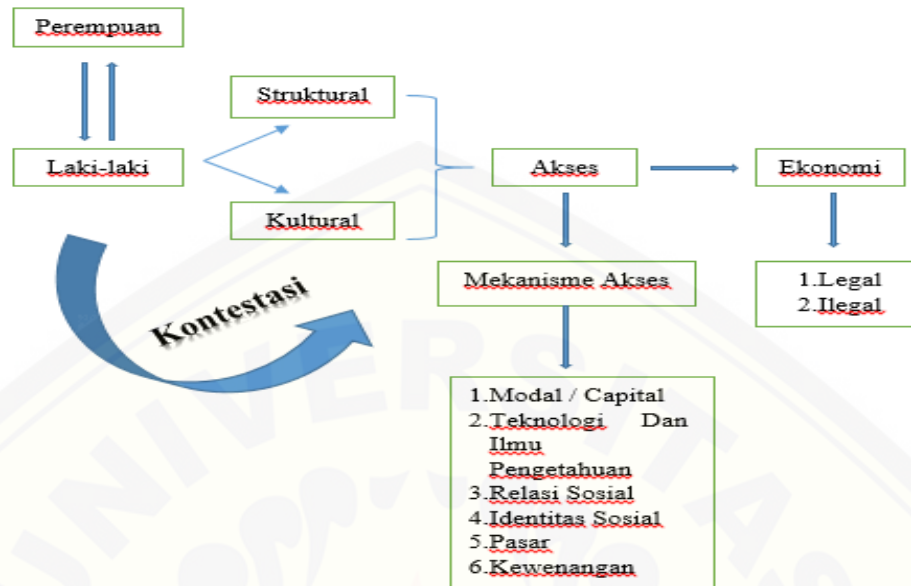 Perempuan
Struktural
Laki-laki
Akses
Ekonomi
Kultural
Mekanisme Akses
1.Legal
2.Ilegal
Kontestasi
1.Modal / Capital
2.Teknologi Dan
Ilmu
Pengetahuan
3.Relasi Sosial
4.Identitas Sosial
5.Pasar
6.Kewenangan
UNIVERSITAS